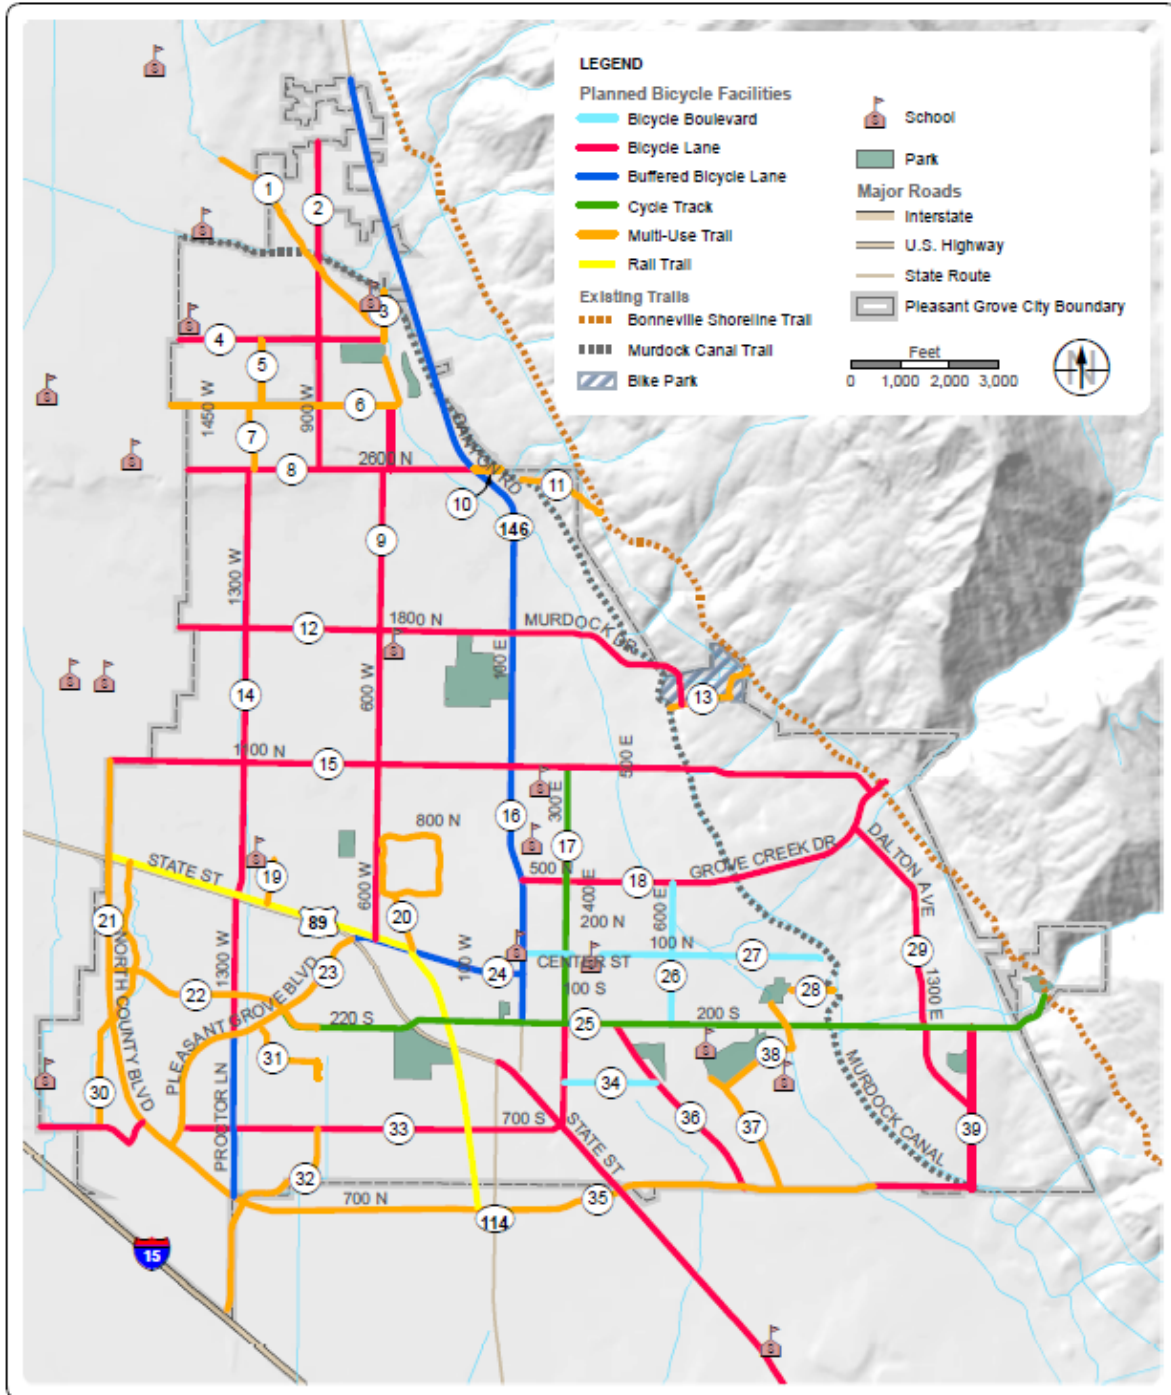 LEGEND
Planned Bicycle Facilities
Bicycle Boulevard
Bicycle Lane
Buffered Bicycle Lane
Cycle Track
Multi-Use Trail
Rail Trail
Existing Trails
Bonneville Shoreline Trail
Murdock Canal Trail
Bike Park
School
Park
Major Roads
Interstate
U.S. Highway
State Route
Pleasant Grove City Boundary
Feet
0 1,000 2,000 3,000
N
1
2
3
4
5
6
1450 W
900 W
7
8
2600 N
CANYON RD
10
11
146
9
1300 W
12
1800 N
MURDOCK DR
100 E
600 W
13
14
1100 N
15
500 E
300 E
16
17
800 N
STATE ST
19
600 W
20
89
500 N
18
GROVE CREEK DR
DALTON AVE
400 E
200 N
600 E
21
NORTH COUNTY BLVD
1300 W
23
100 W
24
CENTER ST
100 N
27
26
29
22
PLEASANT GROVE BLVD
100 S
28
1300 E
220 S
25
200 S
31
38
30
34
MURDOCK CANAL
PROCTOR LN
33
700 S
STATE ST
36
37
39
32
700 N
35
114
15